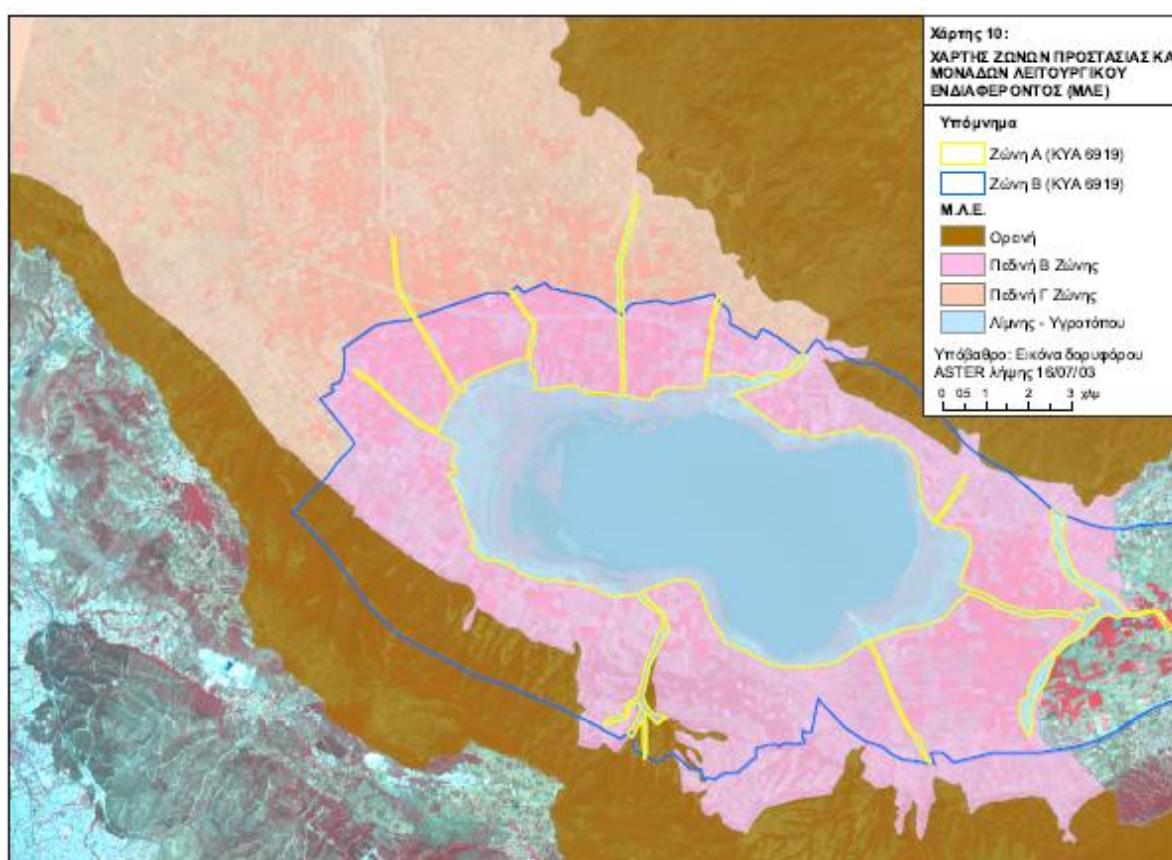 Χάρτης 10:
ΧΑΡΤΗΣ ΖΩΝΩΝ ΠΡΟΣΤΑΣΙΑΣ ΚΑ
ΜΟΝΑΔΩΝ ΛΕΙΤΟΥΡΓΙΚΟΥ
ΕΝΔΙΑΦΕΡΟΝΤΟΣ (ΜΛΕ)
Υπόμνημα
Ζώνη Α (ΚΥΑ 6919)
Ζώνη Β (ΚΥΑ 6919)
Μ.Λ.Ε.
Ορεινή
Πεδινή Β Ζώνης
Πεδινή Γ Ζώνης
Λίμνης - Υγροτόπου
Υπόβαθρο: Εικόνα δορυφόρου
ASTER λήψης 16/07/03
0 0.5 1 2 3 χλμ